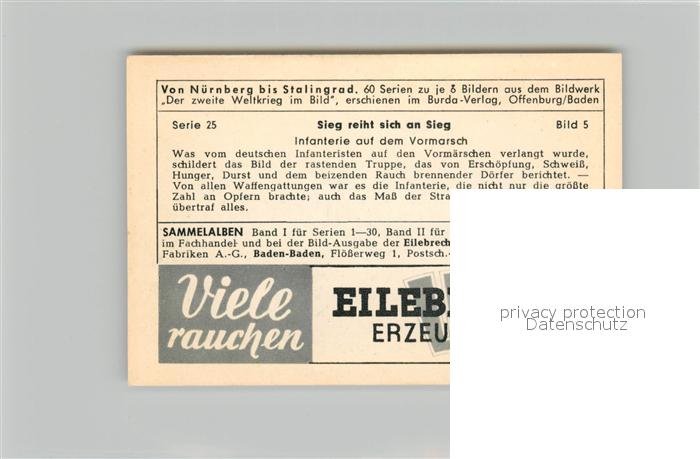 Von Nürnberg bis Stalingrad. 60 Serien zu je 8 Bildern aus dem Bildwerk
„Der zweite Weltkrieg im Bild", erschienen im Burda-Verlag, Offenburg/Baden
Serie 25 Sieg reiht sich an Sieg Bild 5
Infanterie auf dem Vormarsch
Was vom deutschen Infanteristen auf den Vormärschen verlangt wurde,
schildert das Bild der rastenden Truppe, das von Erschöpfung, Schweiß,
Hunger, Durst und dem beizenden Rauch brennender Dörfer berichtet. —
Von allen Waffengattungen war es die Infanterie, die nicht nur die größte
Zahl an Opfern brachte; auch das Maß der Stra
übertraf alles.
SAMMELALBEN Band I für Serien 1—30, Band II für
im Fachhandel und bei der Bild-Ausgabe der Eilebrech
Fabriken A.-G., Baden-Baden, Flößerweg 1, Postsch.
Viele
rauchen
EILEB
ERZEU
privacy protection
Datenschutz